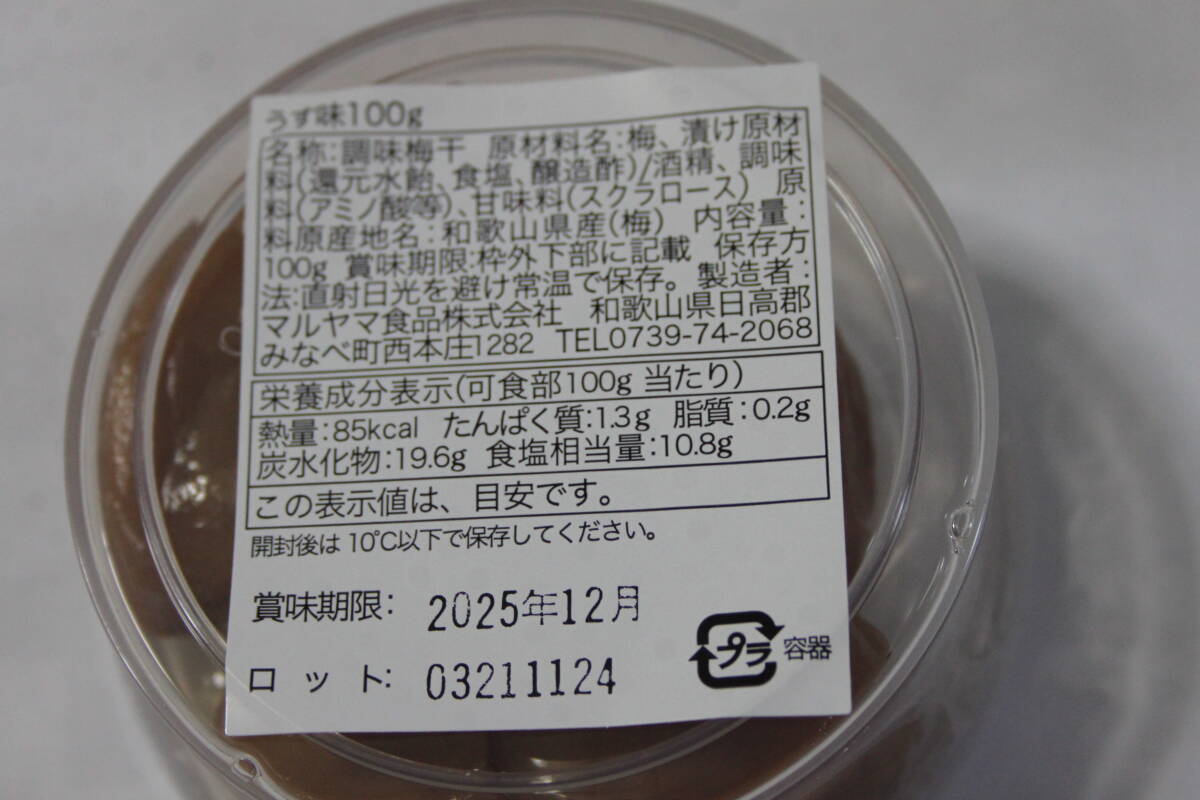 うす味100g
名称:調味梅干 原材料名:梅、漬け原材
料(還元水飴、食塩、醸造酢)/酒精、調味
料(アミノ酸等)、甘味料(スクラロース) 原
料原産地名:和歌山県産(梅) 内容量:
100g 賞味期限:枠外下部に記載 保存方
法:直射日光を避け常温で保存。製造者:
マルヤマ食品株式会社 和歌山県日高郡
みなべ町西本庄1282 TEL0739-74-2068
栄養成分表示(可食部100g 当たり)
熱量:85kcal たんぱく質:1.3g 脂質:0.2g
炭水化物:19.6g 食塩相当量:10.8g
この表示値は、目安です。
開封後は 10℃以下で保存してください。
賞味期限: 2025年12月
ロット: 03211124
プラ 容器